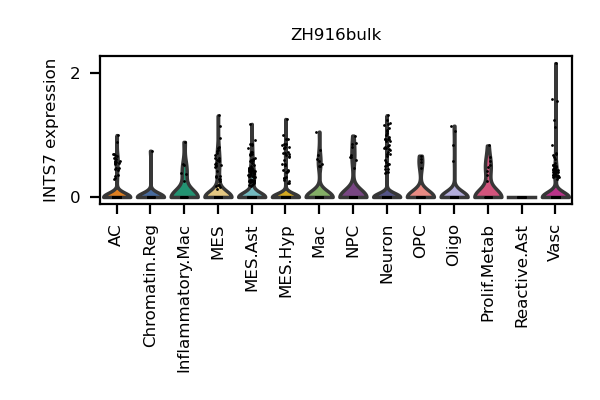 ZH916bulk
INTS7 expression
2
0
AC
Chromatin.Reg
Inflammatory.Mac
MES
MES.Ast
MES.Hyp
Mac
NPC
Neuron
OPC
Oligo
Prolif.Metab
Reactive.Ast
Vasc